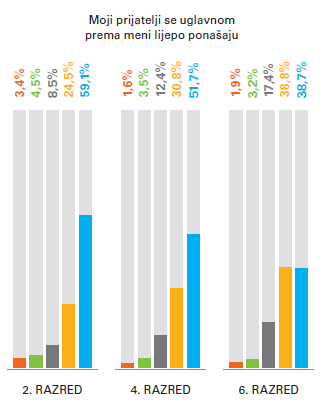 Moji prijatelji se uglavnom
prema meni lijepo ponašaju
3,4% 4,5% 8,5% 24,5% 59,1%
1,6% 3,5% 12,4% 30,8% 51,7%
1,9% 3,2% 17,4% 38,8% 38,7%
2. RAZRED
4. RAZRED
6. RAZRED